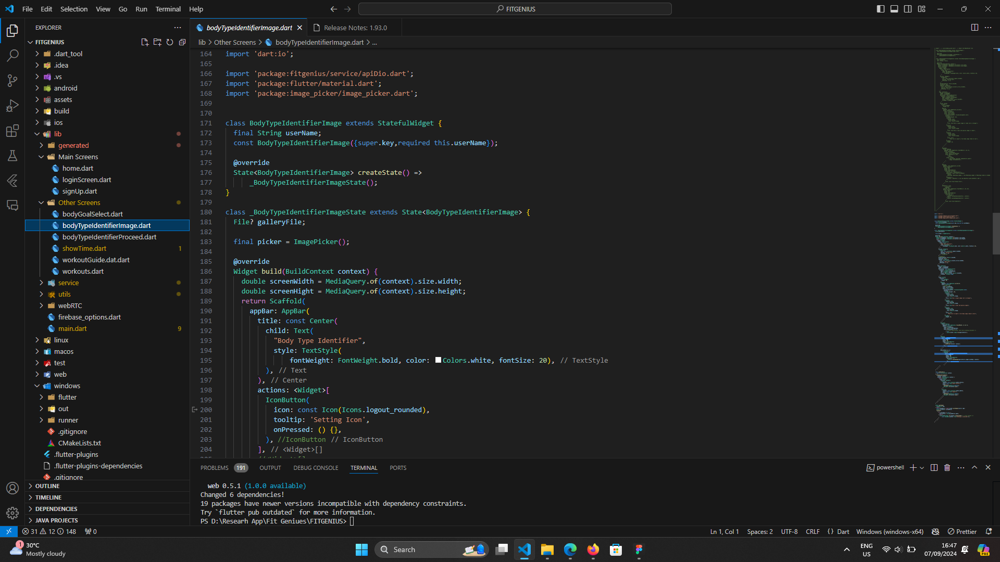 File Edit Selection View Go Run Terminal Help
FITGENIUS
EXPLORER
bodyTypeIdentifierImage.dart
Release Notes: 1.93.0
FITGENIUS
lib > Other Screens > bodyTypeIdentifierImage.dart > ...
.dart_tool
.idea
.vs
android
assets
build
ios
lib
generated
Main Screens
home.dart
loginScreen.dart
signUp.dart
Other Screens
bodyGoalSelect.dart
bodyTypeIdentifierImage.dart
bodyTypeIdentifierProceed.dart
showTime.dart 1
workoutGuide.dat.dart
workouts.dart
service
utils
webRTC
firebase_options.dart
main.dart 9
linux
macos
test
web
windows
flutter
out
runner
.gitignore
CMakeLists.txt
.flutter-plugins
.flutter-plugins-dependencies
.gitignore
OUTLINE
TIMELINE
DEPENDENCIES
JAVA PROJECTS
164 import 'dart:io';
165
166 import 'package:fitgenius/service/apiDio.dart';
167 import 'package:flutter/material.dart';
168 import 'package:image_picker/image_picker.dart';
169
170
171 class BodyTypeIdentifierImage extends StatefulWidget {
172 final String userName;
173 const BodyTypeIdentifierImage({super.key,required this.userName});
174
175 @override
176 State<BodyTypeIdentifierImage> createState() =>
177 _BodyTypeIdentifierImageState();
178 }
179
180 class _BodyTypeIdentifierImageState extends State<BodyTypeIdentifierImage> {
181 File? galleryFile;
182
183 final picker = ImagePicker();
184
185 @override
186 Widget build(BuildContext context) {
187 double screenWidth = MediaQuery.of(context).size.width;
188 double screenHight = MediaQuery.of(context).size.height;
189 return Scaffold(
190 appBar: AppBar(
191 title: const Center(
192 child: Text(
193 "Body Type Identifier",
194 style: TextStyle(
195 fontWeight: FontWeight.bold, color: Colors.white, fontSize: 20), // TextStyle
196 ), // Text
197 ), // Center
198 actions: <Widget>[
199 IconButton(
200 icon: const Icon(Icons.logout_rounded),
201 tooltip: 'Setting Icon',
202 onPressed: () {},
203 ), //IconButton // IconButton
204 ], // <Widget>[]
PROBLEMS 191 OUTPUT DEBUG CONSOLE TERMINAL PORTS
powershell
web 0.5.1 (1.0.0 available)
Changed 6 dependencies!
19 packages have newer versions incompatible with dependency constraints.
Try `flutter pub outdated` for more information.
PS D:\Researh App\Fit Geniues\FITGENIUS>
31 12 148 0
Ln 1, Col 1 Spaces: 2 UTF-8 CRLF {} Dart Windows (windows-x64) Prettier
1
30°C
Mostly cloudy
Search
ENG
US
16:47
07/09/2024
PRE